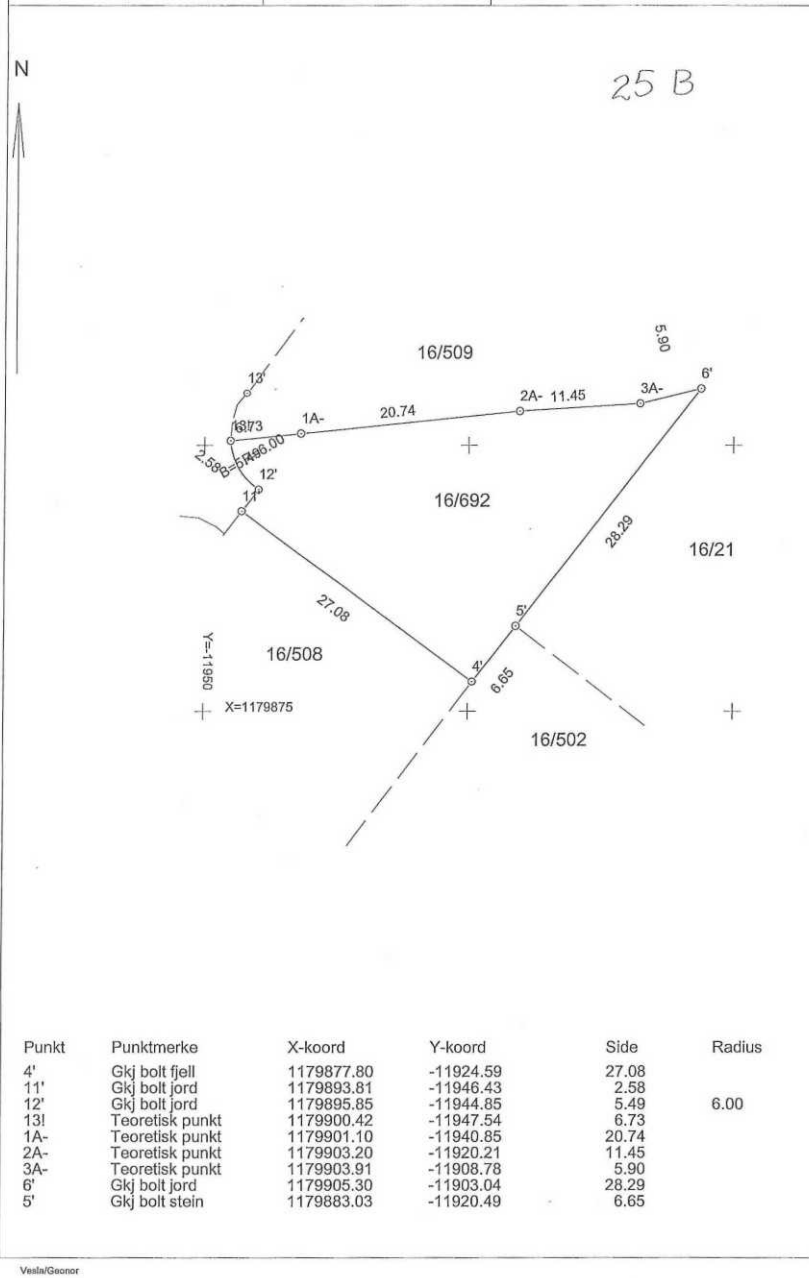 N
25 B
5.90
16/509
13'
6'
3A-
2A-
11.45
20.74
1A-
13!
6.73
2.58
12'
11'
16/692
28.29
16/21
27.08
5'
Y=-11950
16/508
4'
6.65
X=1179875
16/502
Punkt Punktmerke X-koord Y-koord Side Radius
4' Gkj bolt fjell 1179877.80 -11924.59 27.08
11' Gkj bolt jord 1179893.81 -11946.43 2.58
12' Gkj bolt jord 1179895.85 -11944.85 5.49 6.00
13! Teoretisk punkt 1179900.42 -11947.54 6.73
1A- Teoretisk punkt 1179901.10 -11940.85 20.74
2A- Teoretisk punkt 1179903.20 -11920.21 11.45
3A- Teoretisk punkt 1179903.91 -11908.78 5.90
6' Gkj bolt jord 1179905.30 -11903.04 28.29
5' Gkj bolt stein 1179883.03 -11920.49 6.65
Vesla/Geonor